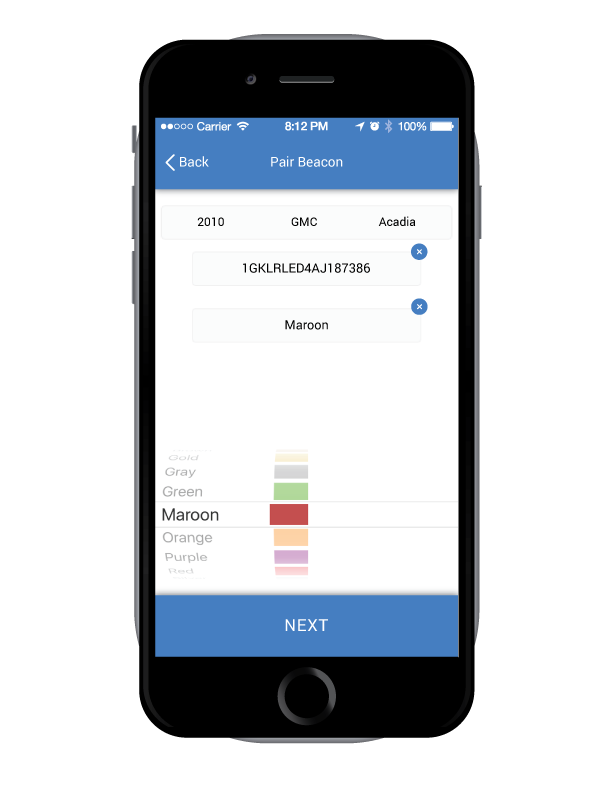 Carrier 8:12 PM 100%
Back Pair Beacon
2010 GMC Acadia
1GKLRLED4AJ187386
Maroon
Gold
Gray
Green
Maroon
Orange
Purple
Red
NEXT